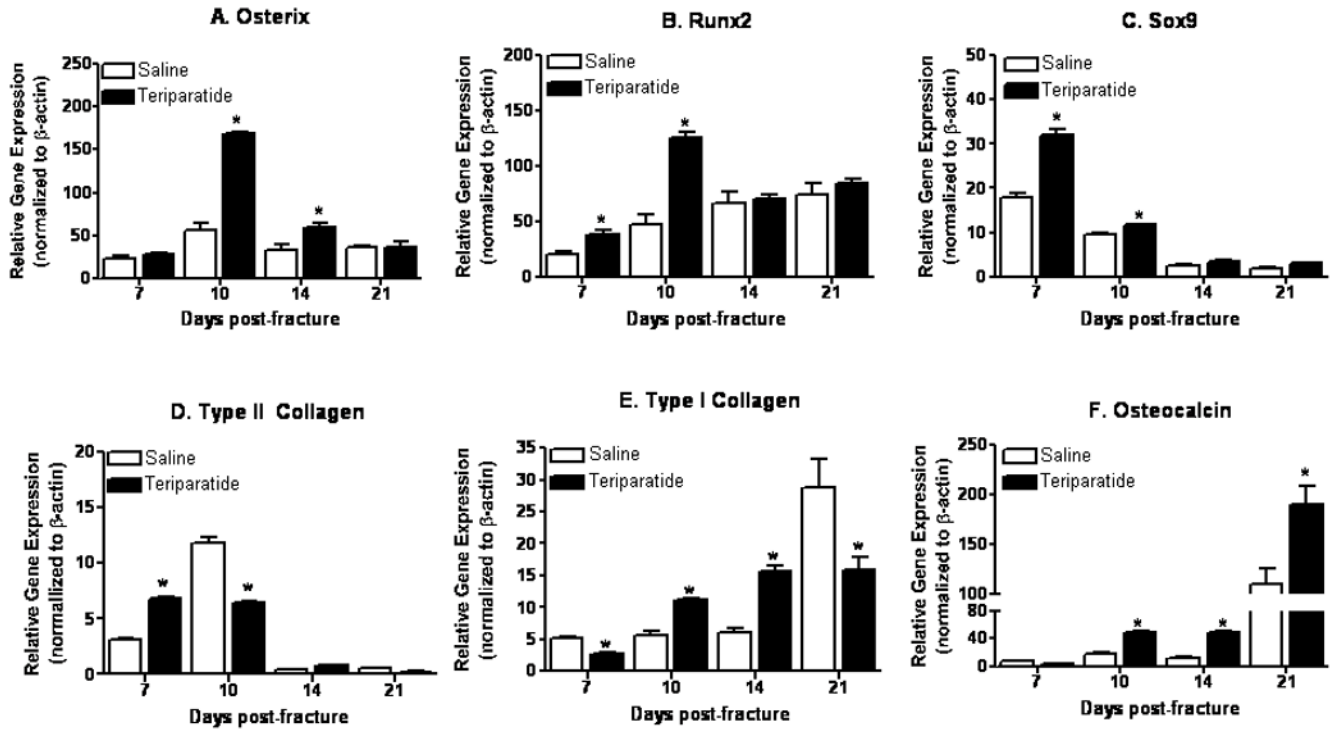 A. Osterix
Relative Gene Expression
(normalized to β-actin)
250
200
150
100
50
0
Saline
Teriparatide
*
*
7 10 14 21
Days post-fracture
B. Runx2
Relative Gene Expression
(normalized to β-actin)
200
150
100
50
0
Saline
Teriparatide
*
*
7 10 14 21
Days post-fracture
C. Sox9
Relative Gene Expression
(normalized to β-actin)
50
40
30
20
10
0
Saline
Teriparatide
*
*
7 10 14 21
Days post-fracture
D. Type II Collagen
Relative Gene Expression
(normallized to β-actin)
20
15
10
5
0
Saline
Teriparatide
*
*
7 10 14 21
Days post-fracture
E. Type I Collagen
Relative Gene Expression
(normalized to β-actin)
35
30
25
20
15
10
5
0
Saline
Teriparatide
*
*
*
*
7 10 14 21
Days post-fracture
F. Osteocalcin
Relative Gene Expression
(normalized to β-actin)
250
200
150
100
80
40
0
Saline
Teriparatide
*
*
*
7 10 14 21
Days post-fracture